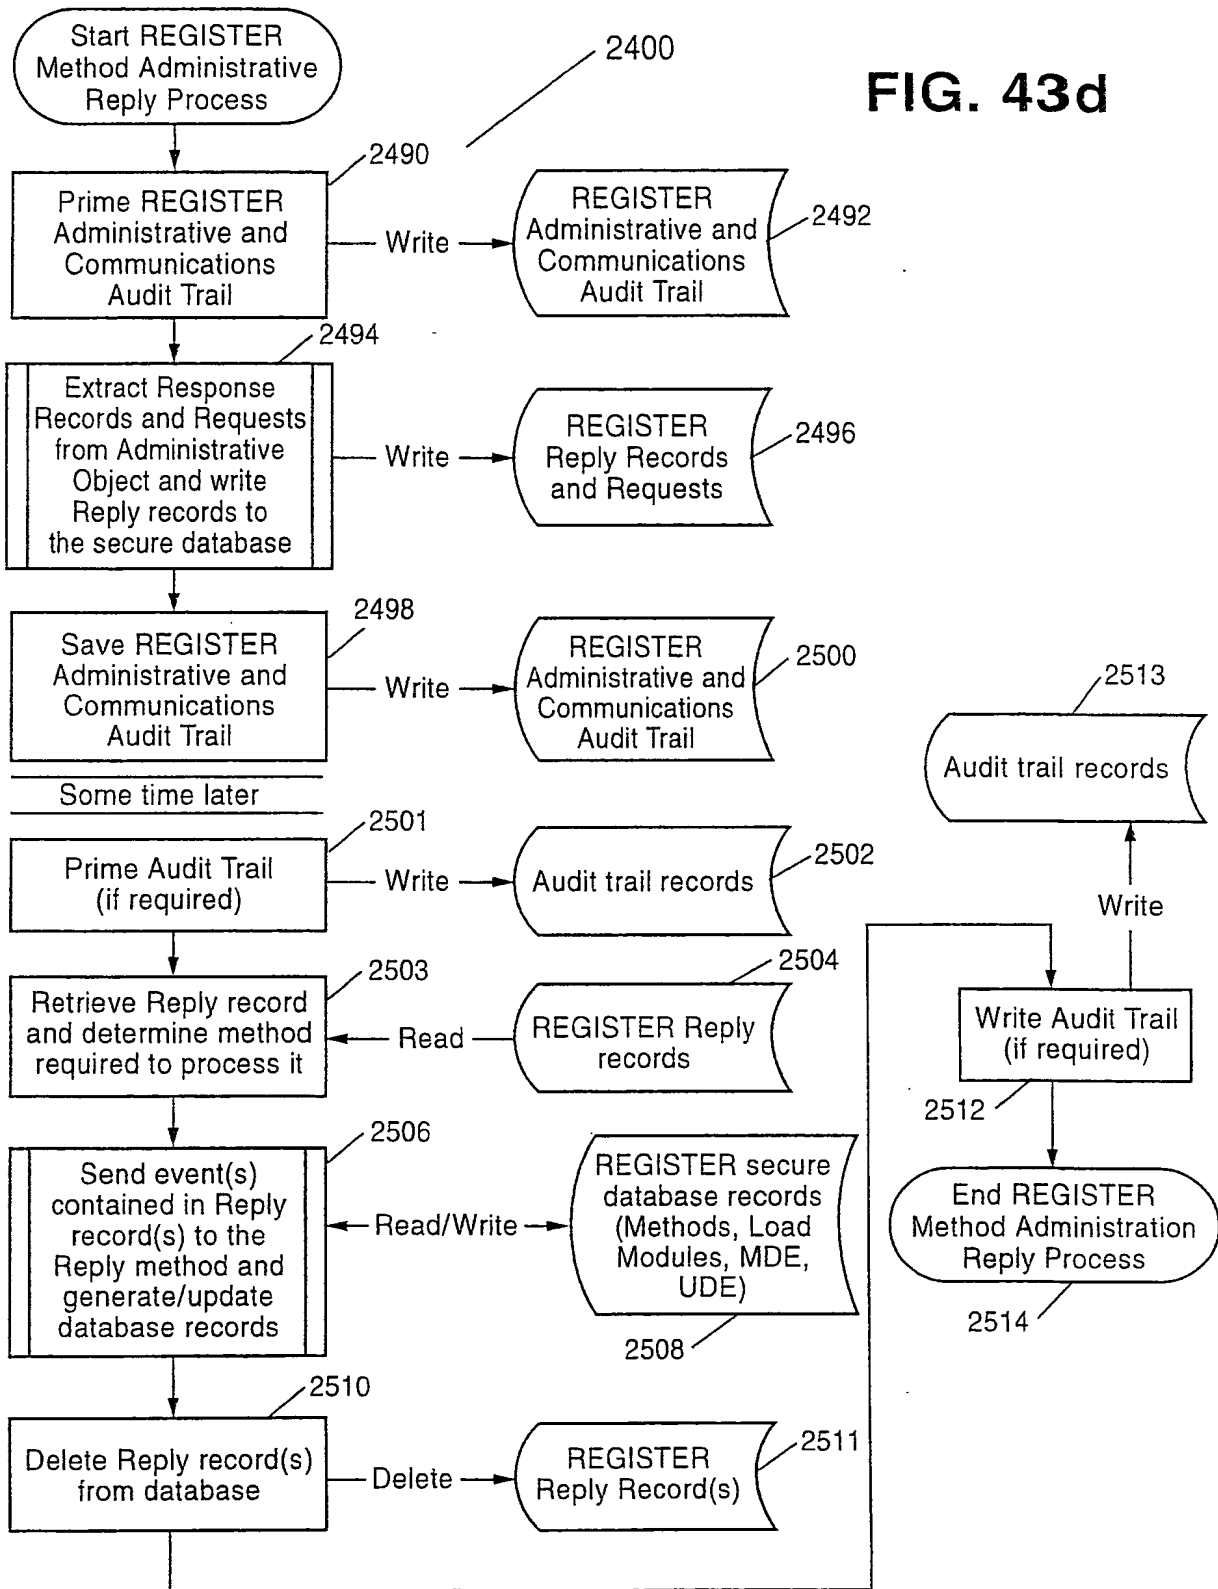 Start REGISTER
Method Administrative
Reply Process
2400
FIG. 43d
2490
Prime REGISTER
Administrative and
Communications
Audit Trail
Write
REGISTER
Administrative and
Communications
Audit Trail
2492
2494
Extract Response
Records and Requests
from Administrative
Object and write
Reply records to
the secure database
Write
REGISTER
Reply Records
and Requests
2496
2498
Save REGISTER
Administrative and
Communications
Audit Trail
Write
REGISTER
Administrative and
Communications
Audit Trail
2500
Some time later
2501
Prime Audit Trail
(if required)
Write
Audit trail records
2502
2503
Retrieve Reply record
and determine method
required to process it
Read
REGISTER Reply
records
2504
2506
Send event(s)
contained in Reply
record(s) to the
Reply method and
generate/update
database records
Read/Write
REGISTER secure
database records
(Methods, Load
Modules, MDE,
UDE)
2508
2510
Delete Reply record(s)
from database
Delete
REGISTER
Reply Record(s)
2511
2513
Audit trail records
Write
Write Audit Trail
(if required)
2512
End REGISTER
Method Administration
Reply Process
2514